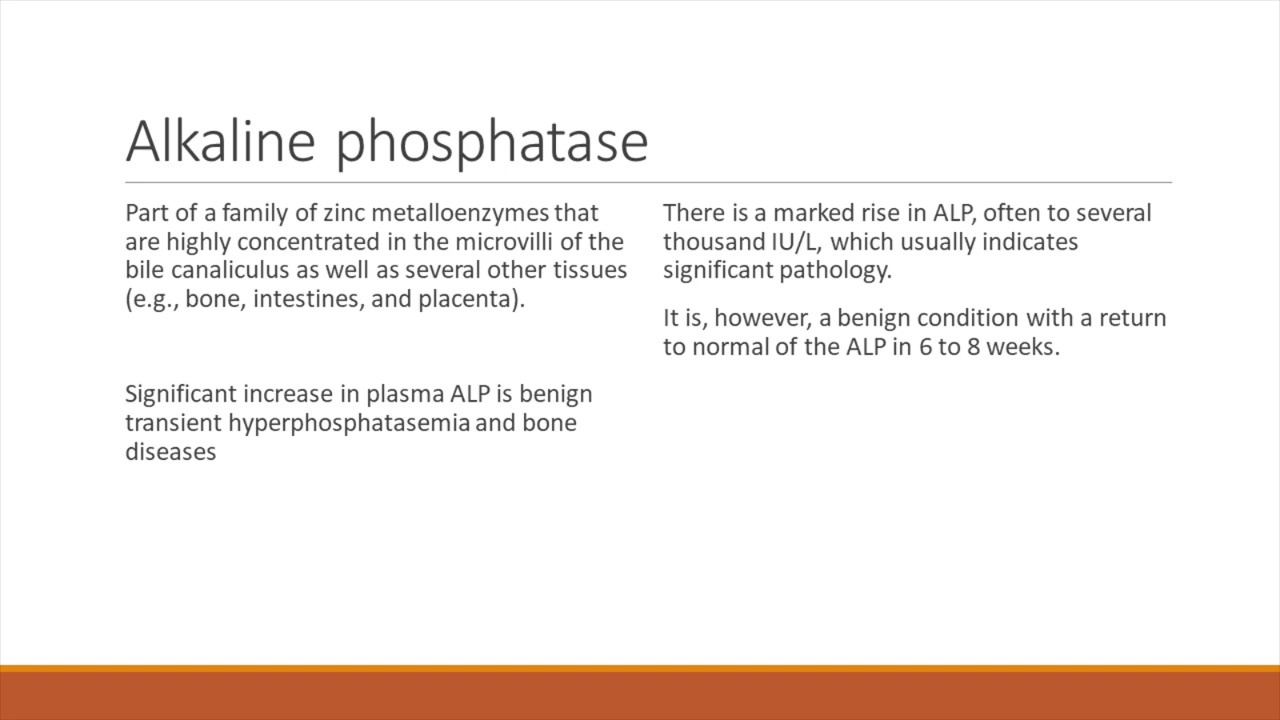 Alkaline phosphatase
Part of a family of zinc metalloenzymes that
are highly concentrated in the microvilli of the
bile canaliculus as well as several other tissues
(e.g., bone, intestines, and placenta).
Significant increase in plasma ALP is benign
transient hyperphosphatasemia and bone
diseases
There is a marked rise in ALP, often to several
thousand IU/L, which usually indicates
significant pathology.
It is, however, a benign condition with a return
to normal of the ALP in 6 to 8 weeks.